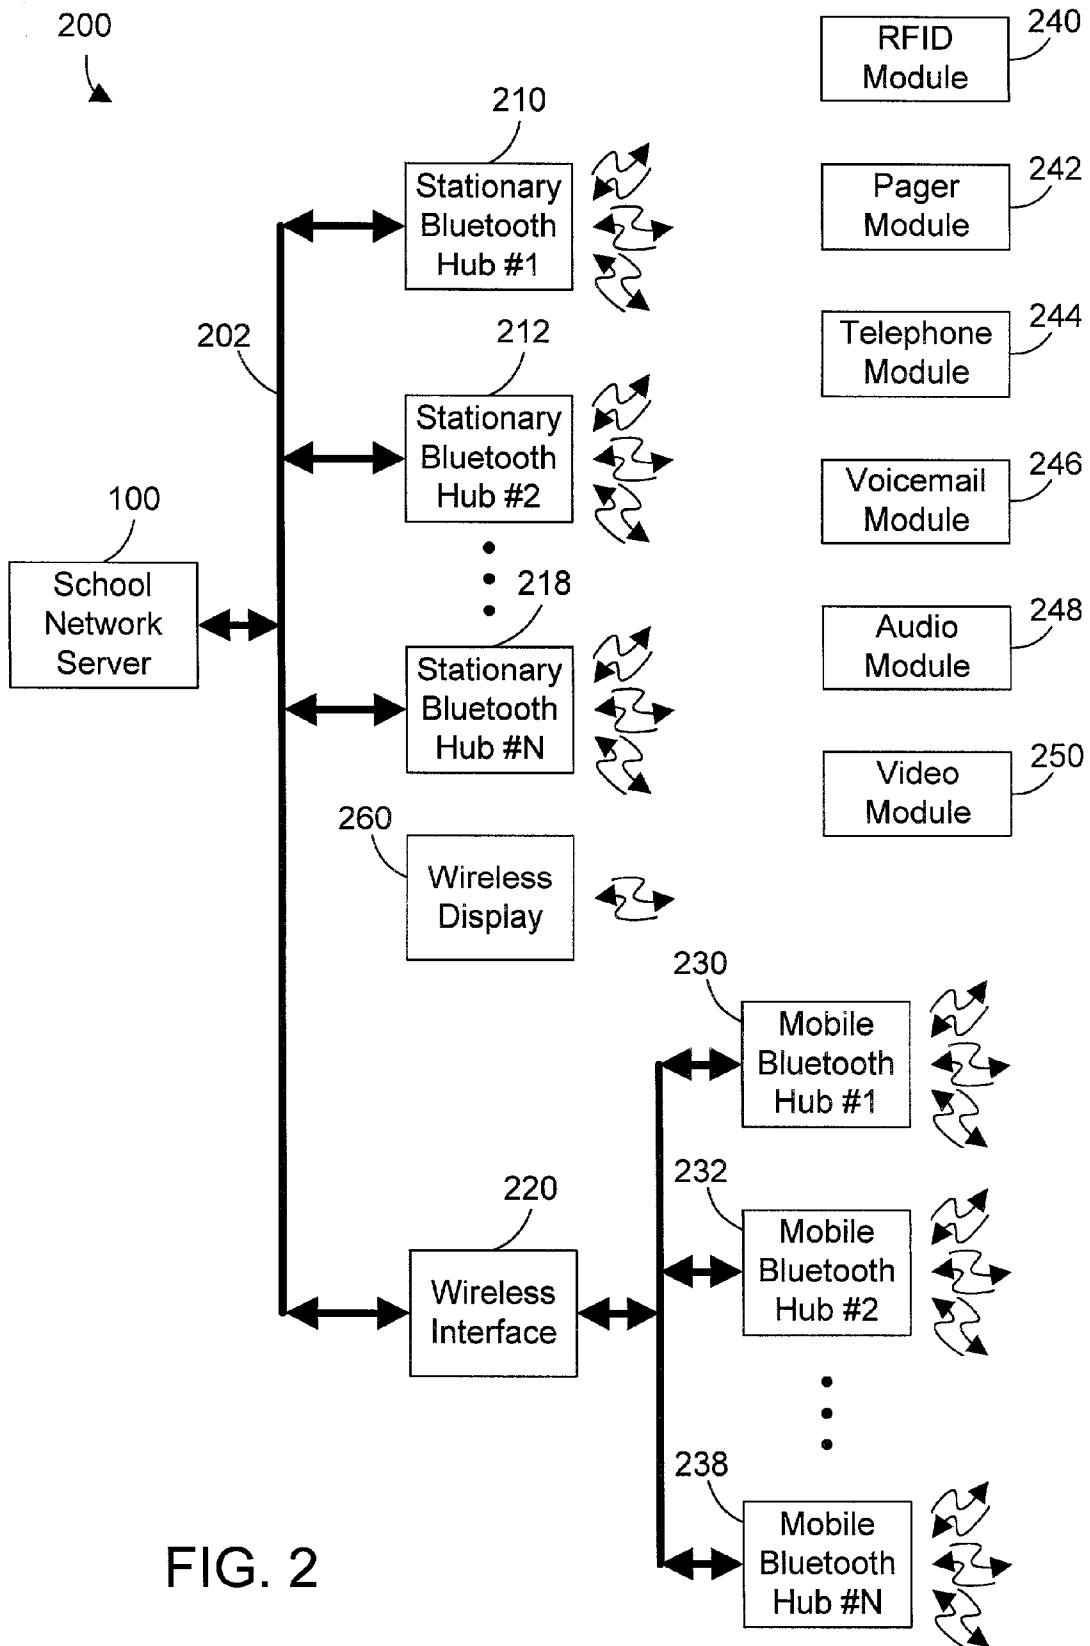 200
240
RFID
Module
210
Stationary
Bluetooth
Hub #1
242
Pager
Module
202
212
Stationary
Bluetooth
Hub #2
244
Telephone
Module
246
Voicemail
Module
100
School
Network
Server
218
Stationary
Bluetooth
Hub #N
248
Audio
Module
250
Video
Module
260
Wireless
Display
230
Mobile
Bluetooth
Hub #1
220
Wireless
Interface
232
Mobile
Bluetooth
Hub #2
238
Mobile
Bluetooth
Hub #N
FIG. 2